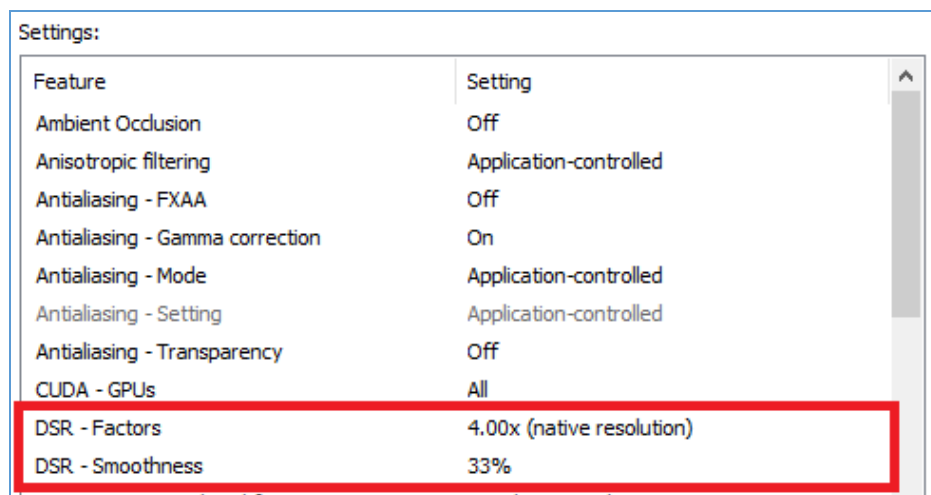 Settings:
Feature Setting
Ambient Occlusion Off
Anisotropic filtering Application-controlled
Antialiasing - FXAA Off
Antialiasing - Gamma correction On
Antialiasing - Mode Application-controlled
Antialiasing - Setting Application-controlled
Antialiasing - Transparency Off
CUDA - GPUs All
DSR - Factors 4.00x (native resolution)
DSR - Smoothness 33%